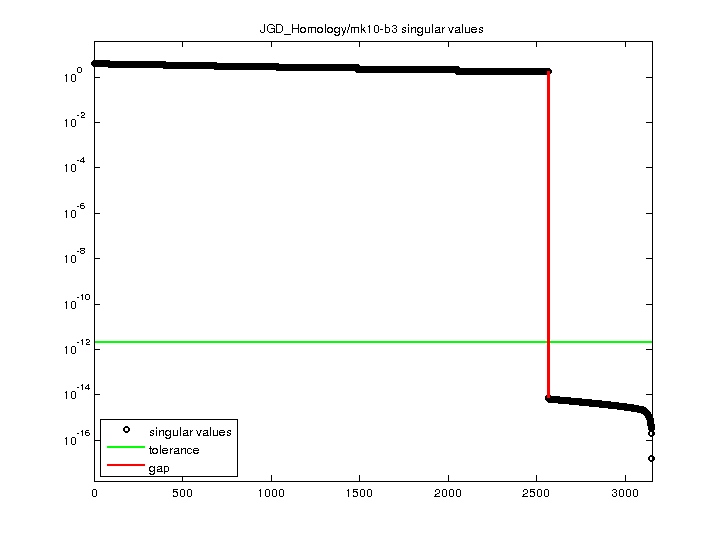 JGD_Homology/mk10-b3 singular values
10^0
10^-2
10^-4
10^-6
10^-8
10^-10
10^-12
10^-14
10^-16
singular values
tolerance
gap
0 500 1000 1500 2000 2500 3000